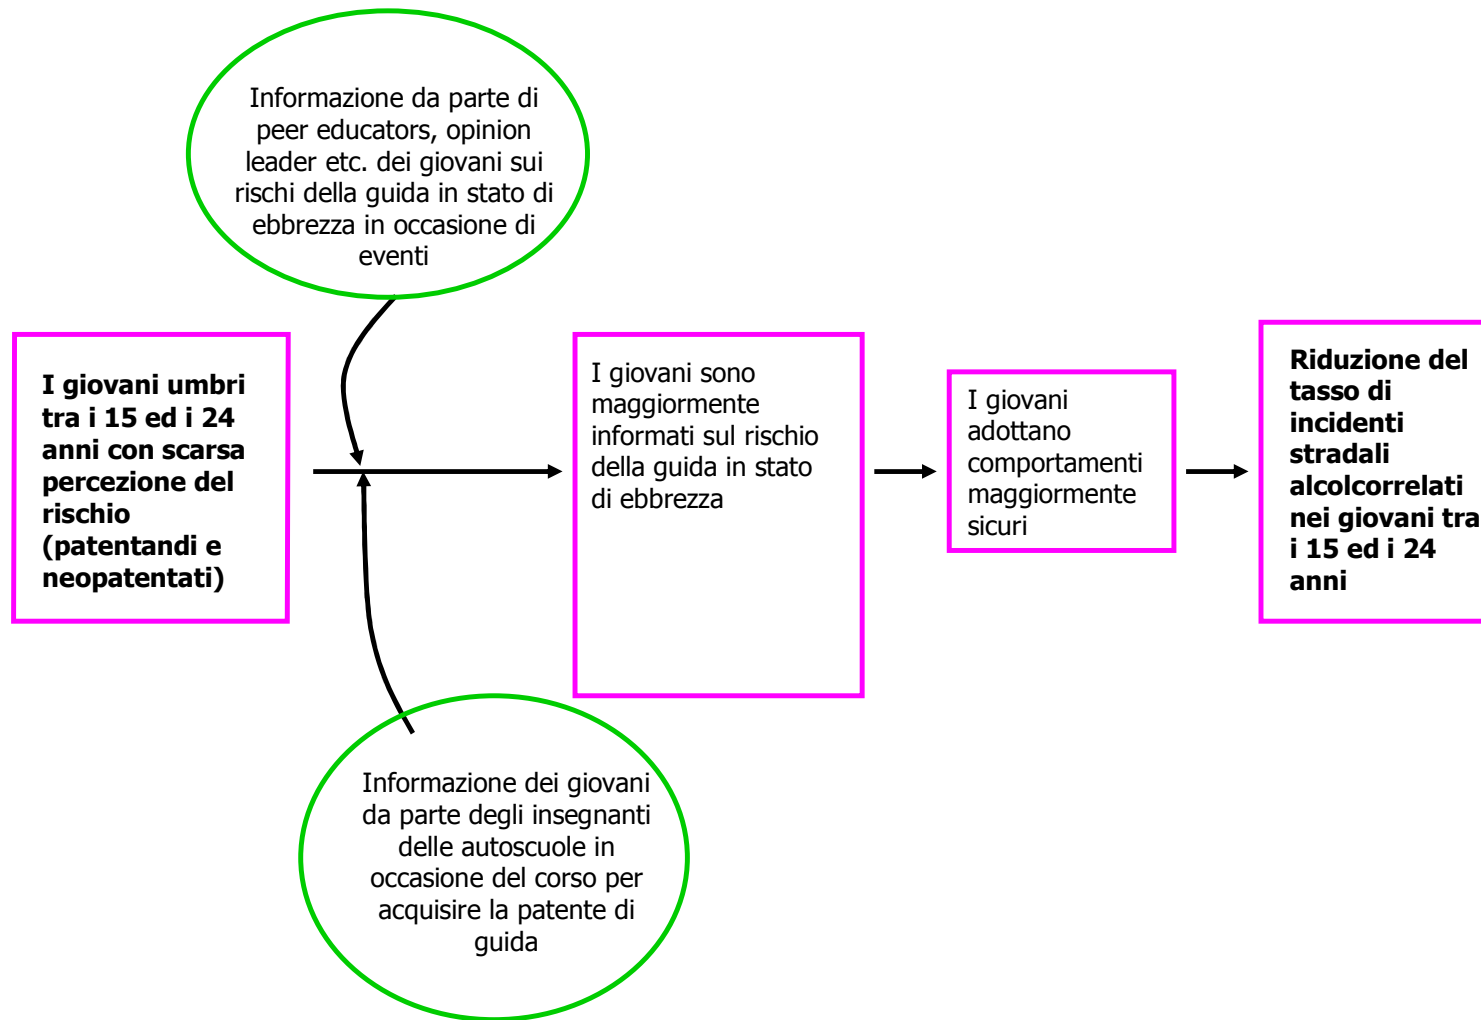 Informazione da parte di
peer educators, opinion
leader etc. dei giovani sui
rischi della guida in stato di
ebbrezza in occasione di
eventi
I giovani umbri
tra i 15 ed i 24
anni con scarsa
percezione del
rischio
(patentandi e
neopatentati)
I giovani sono
maggiormente
informati sul rischio
della guida in stato
di ebbrezza
I giovani
adottano
comportamenti
maggiormente
sicuri
Riduzione del
tasso di
incidenti
stradali
alcolcorrelati
nei giovani tra
i 15 ed i 24
anni
Informazione dei giovani
da parte degli insegnanti
delle autoscuole in
occasione del corso per
acquisire la patente di
guida